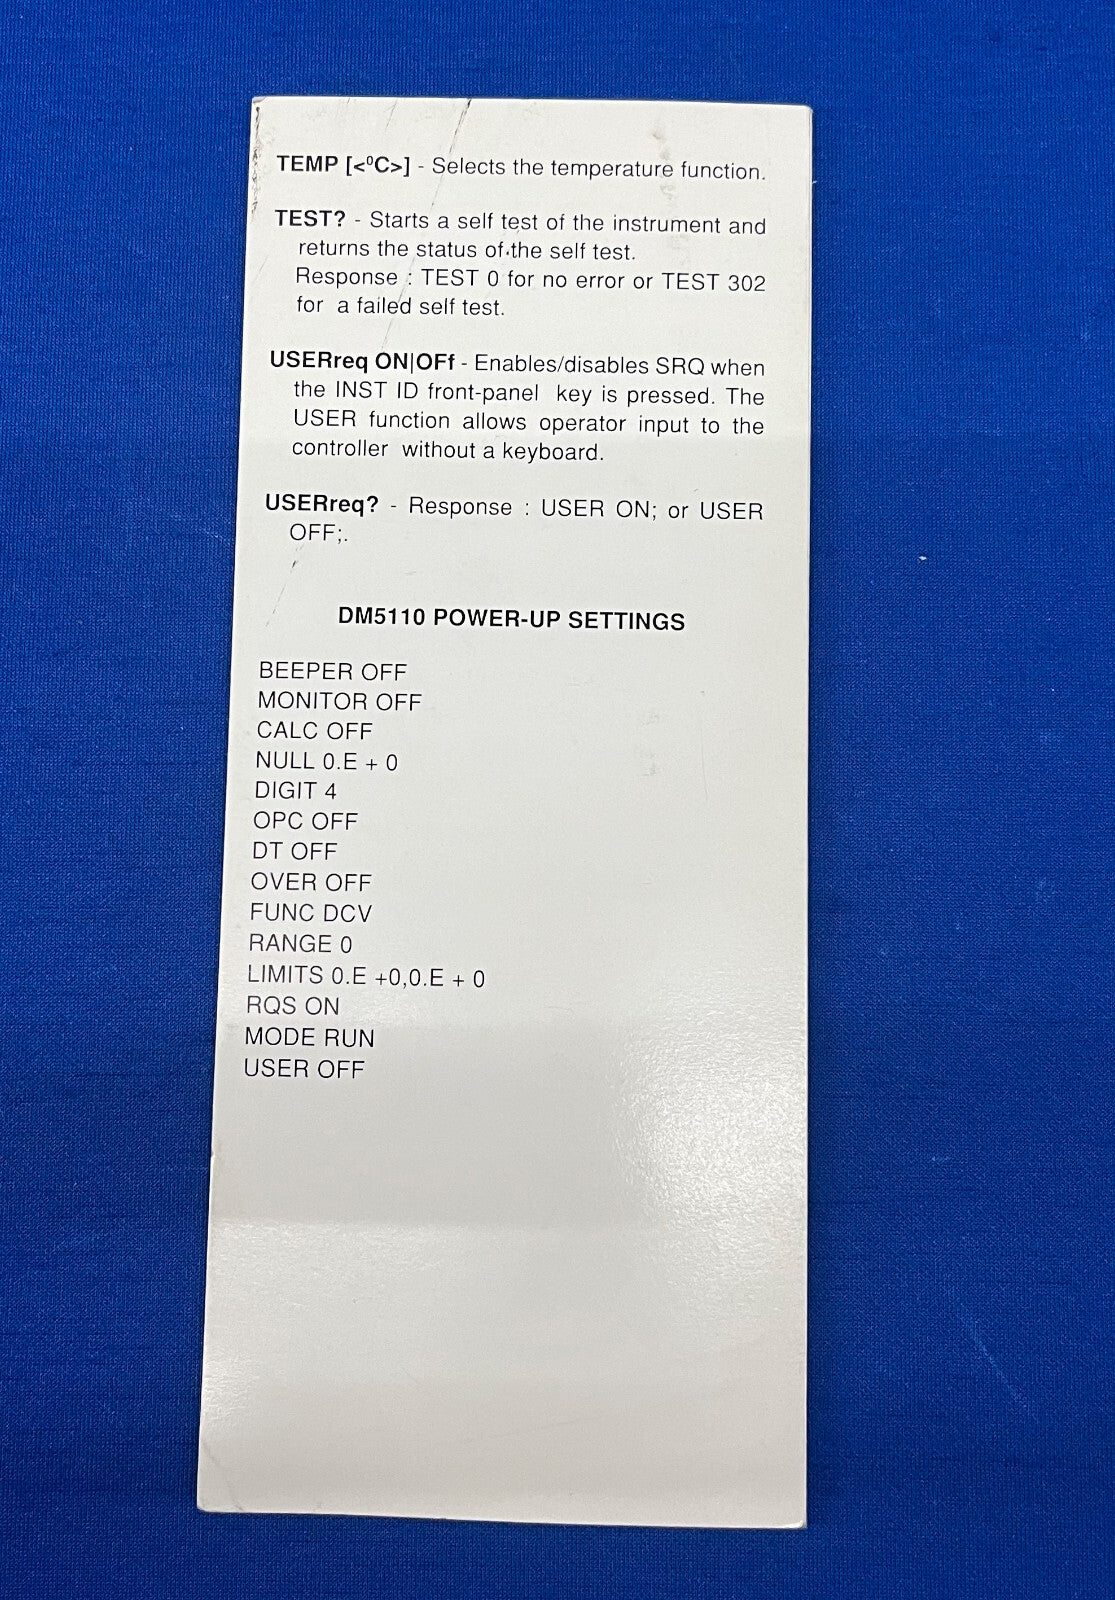 TEMP [<⁰C>] - Selects the temperature function.
TEST? - Starts a self test of the instrument and
returns the status of the self test.
Response : TEST 0 for no error or TEST 302
for a failed self test.
USERreq ON|OFf - Enables/disables SRQ when
the INST ID front-panel key is pressed. The
USER function allows operator input to the
controller without a keyboard.
USERreq? - Response : USER ON; or USER
OFF;.
DM5110 POWER-UP SETTINGS
BEEPER OFF
MONITOR OFF
CALC OFF
NULL 0.E + 0
DIGIT 4
OPC OFF
DT OFF
OVER OFF
FUNC DCV
RANGE 0
LIMITS 0.E +0,0.E + 0
RQS ON
MODE RUN
USER OFF